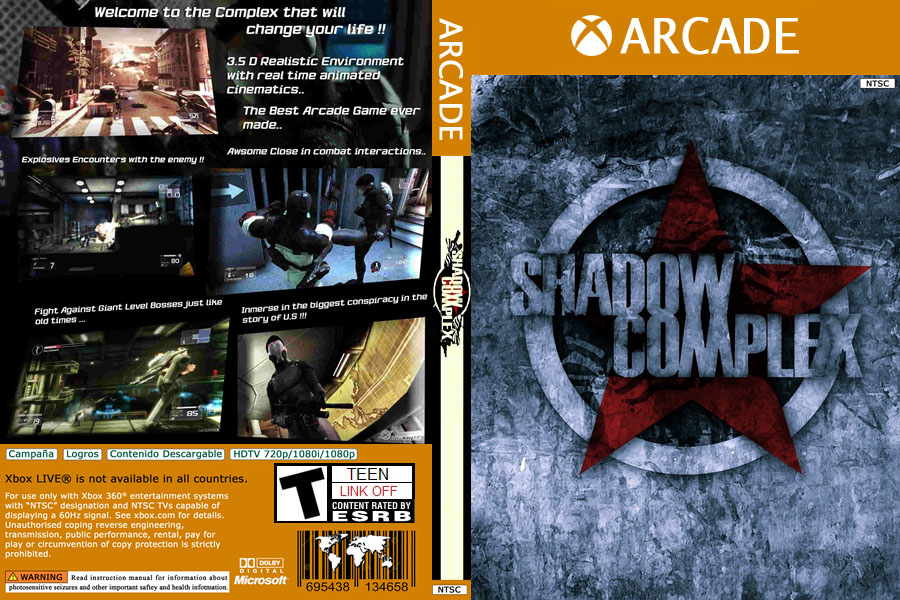 Welcome to the Complex that will
change your life !!
3.5 D Realistic Environment
with real time animated
cinematics..
The Best Arcade Game ever
made..
Awsome Close in combat interactions..
Explosives Encounters with the enemy !!
Fight Against Giant Level Bosses just like
old times ...
Inmerse in the biggest conspiracy in the
story of U.S !!!
Campaña
Logros
Contenido Descargable
HDTV 720p/1080i/1080p
Xbox LIVE® is not available in all countries.
For use only with Xbox 360® entertainment systems
with “NTSC” designation and NTSC TVs capable of
displaying a 60Hz signal. See xbox.com for details.
Unauthorised coping reverse engineering,
transmission, public performance, rental, pay for
play or circumvention of copy protection is strictly
prohibited.
WARNING Read instruction manual for information about
photosensitive seizures and other important saftey and health infotmation.
T
TEEN
LINK OFF
CONTENT RATED BY
ESRB
DOLBY
DIGITAL
Microsoft
695438 134658
ARCADE
SHADOW
COMPLEX
NTSC
ARCADE
NTSC
SHADOW
COMPLEX